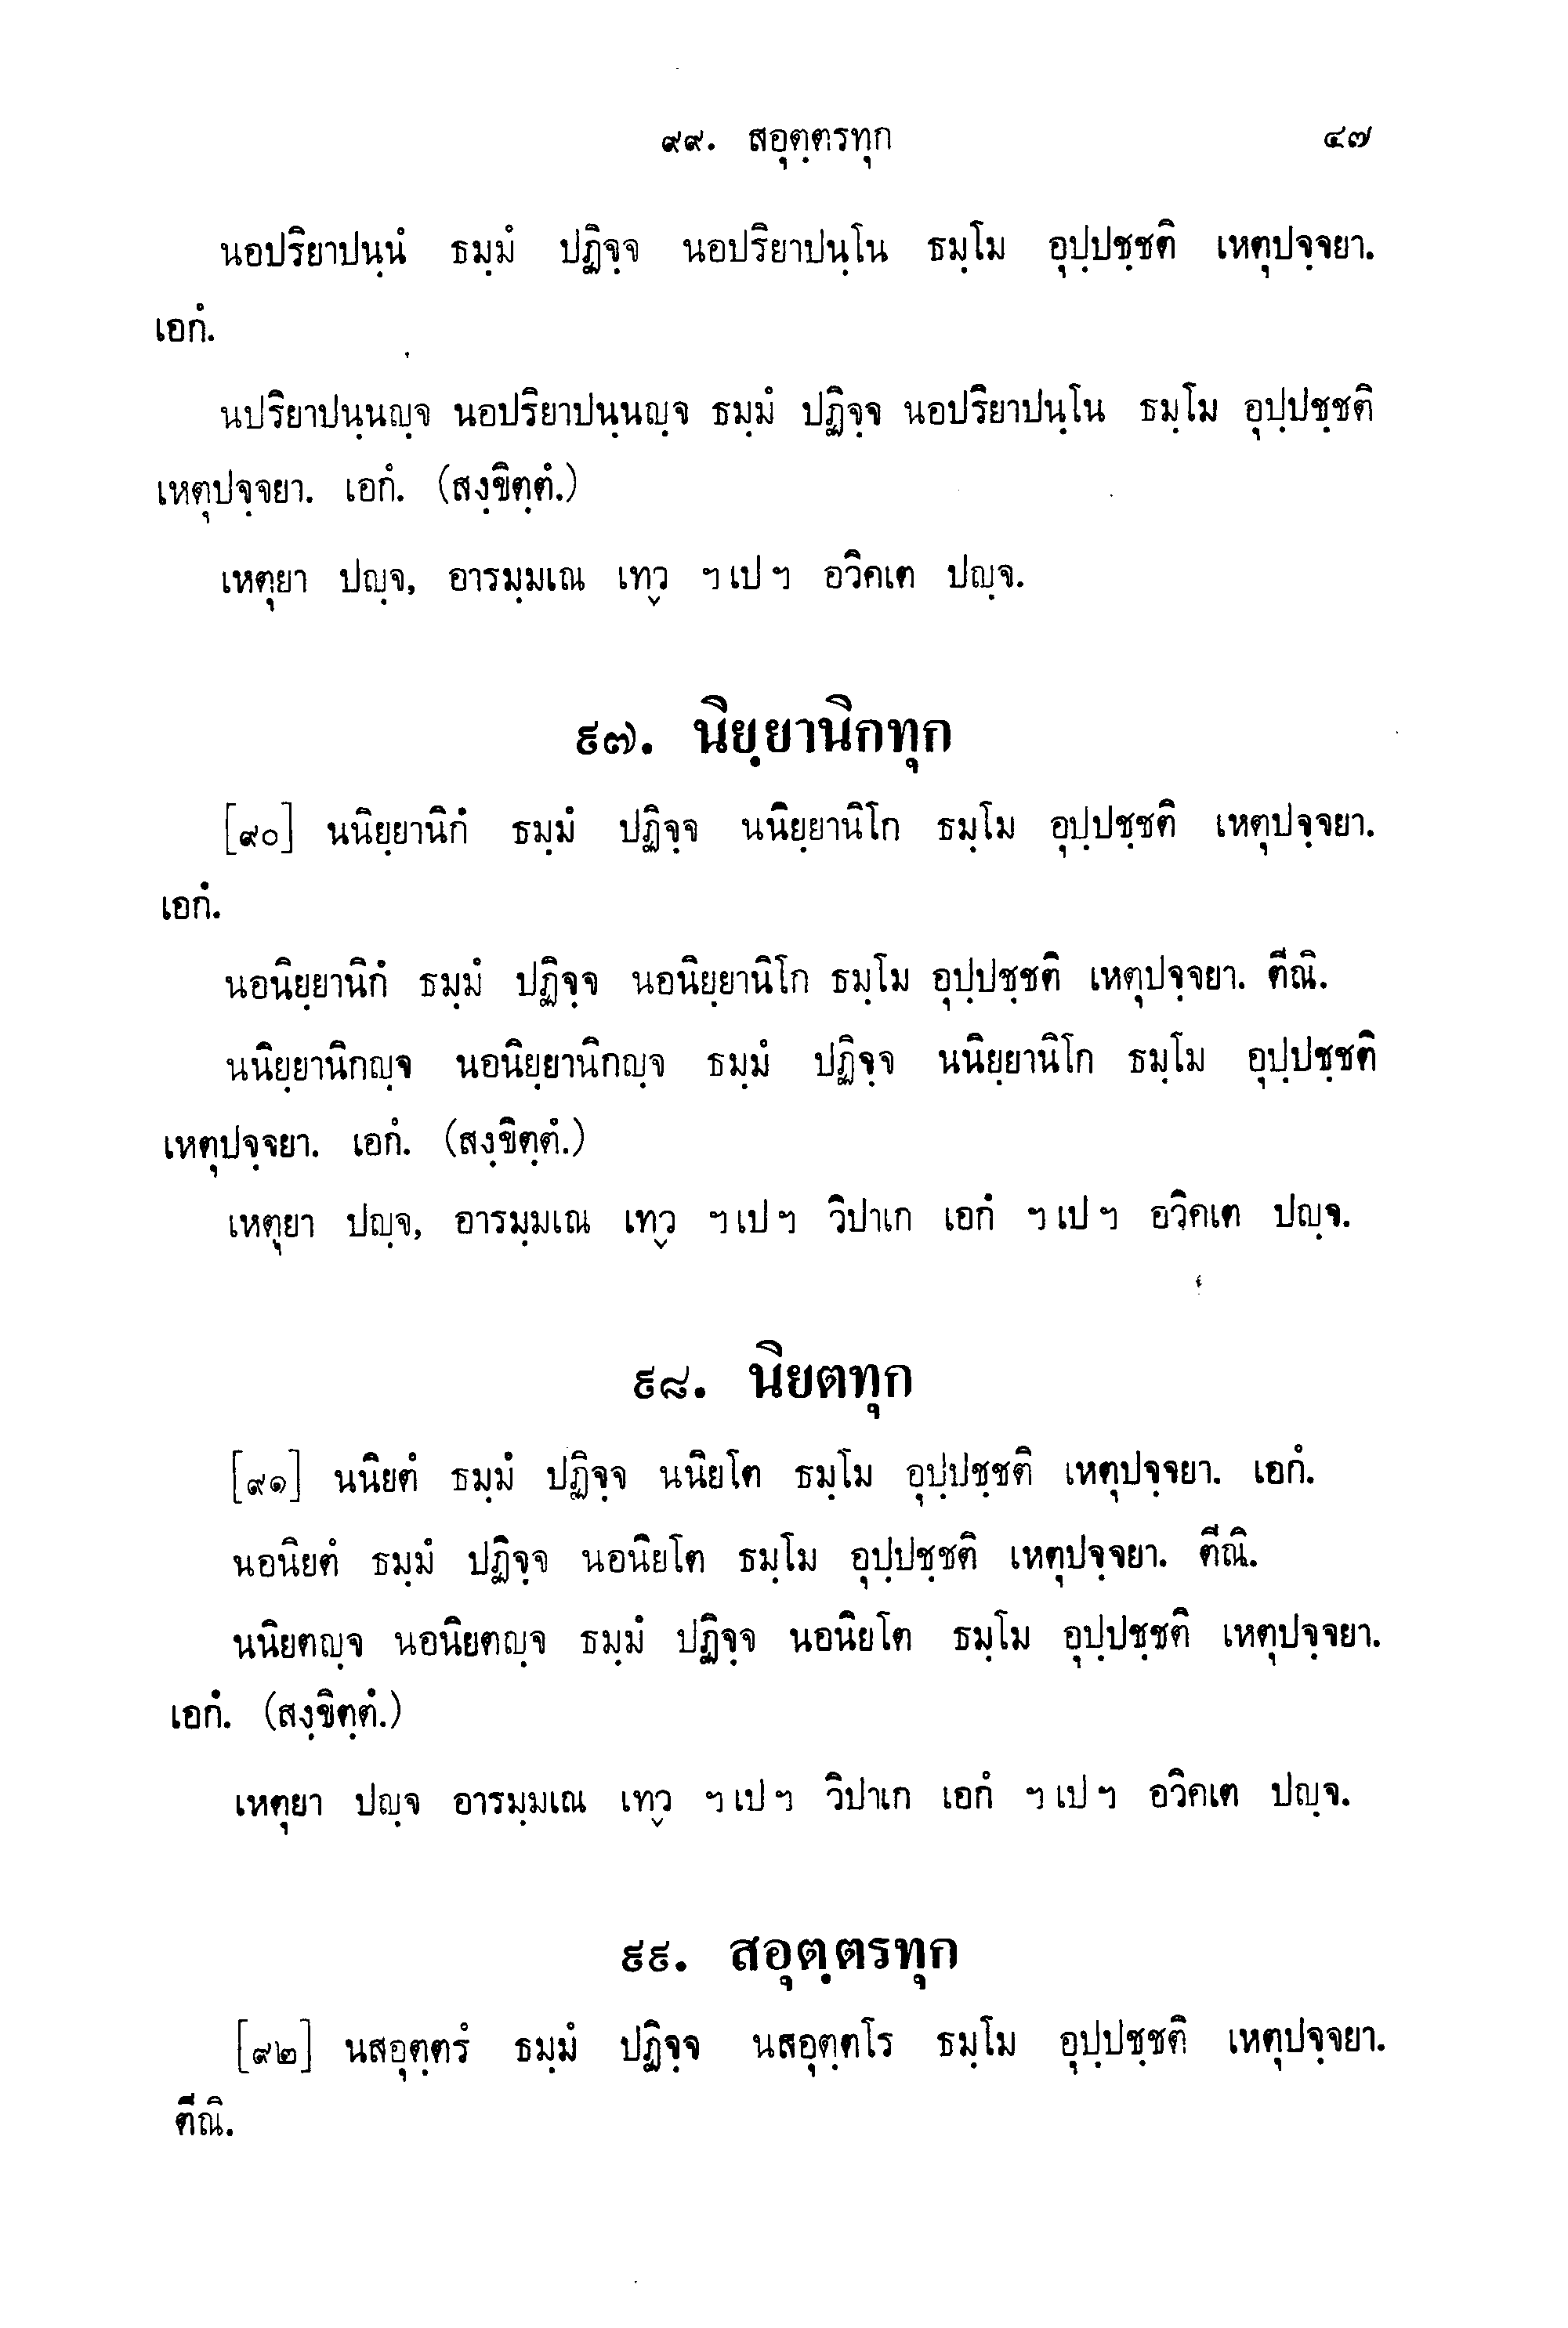 ๙๙. สอุตฺตรทุก ๔๗
นอปริยาปนฺนํ ธมฺมํ ปฏิจฺจ นอปริยาปนฺโน ธมฺโม อุปฺปชฺชติ เหตุปจฺจยา.
เอกํ.
นปริยาปนฺนญฺจ นอปริยาปนฺนญฺจ ธมฺมํ ปฏิจฺจ นอปริยาปนฺโน ธมฺโม อุปฺปชฺชติ
เหตุปจฺจยา. เอกํ. (สงฺขิตฺตํ.)
เหตุยา ปญฺจ, อารมฺมเณ เทฺว ฯ เป ฯ อวิคเต ปญฺจ.
๙๗. นิยฺยานิกทุก
[๙๐] นนิยฺยานิกํ ธมฺมํ ปฏิจฺจ นนิยฺยานิโก ธมฺโม อุปฺปชฺชติ เหตุปจฺจยา.
เอกํ.
นอนิยฺยานิกํ ธมฺมํ ปฏิจฺจ นอนิยฺยานิโก ธมฺโม อุปฺปชฺชติ เหตุปจฺจยา. ตีณิ.
นนิยฺยานิกญฺจ นอนิยฺยานิกญฺจ ธมฺมํ ปฏิจฺจ นนิยฺยานิโก ธมฺโม อุปฺปชฺชติ
เหตุปจฺจยา. เอกํ. (สงฺขิตฺตํ.)
เหตุยา ปญฺจ, อารมฺมเณ เทฺว ฯ เป ฯ วิปาเก เอกํ ฯ เป ฯ อวิคเต ปญฺจ.
๙๘. นิยตทุก
[๙๑] นนิยตํ ธมฺมํ ปฏิจฺจ นนิยโต ธมฺโม อุปฺปชฺชติ เหตุปจฺจยา. เอกํ.
นอนิยตํ ธมฺมํ ปฏิจฺจ นอนิยโต ธมฺโม อุปฺปชฺชติ เหตุปจฺจยา. ตีณิ.
นนิยตญฺจ นอนิยตญฺจ ธมฺมํ ปฏิจฺจ นอนิยโต ธมฺโม อุปฺปชฺชติ เหตุปจฺจยา.
เอกํ. (สงฺขิตฺตํ.)
เหตุยา ปญฺจ อารมฺมเณ เทฺว ฯ เป ฯ วิปาเก เอกํ ฯ เป ฯ อวิคเต ปญฺจ.
๙๙. สอุตฺตรทุก
[๙๒] นสอุตฺตรํ ธมฺมํ ปฏิจฺจ นสอุตฺตโร ธมฺโม อุปฺปชฺชติ เหตุปจฺจยา.
ตีณิ.